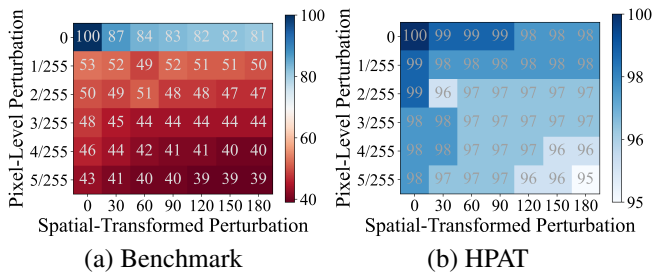 Pixel-Level Perturbation
0 100 87 84 83 82 82 81
1/255 53 52 49 52 51 51 50
2/255 50 49 51 48 48 47 47
3/255 48 45 44 44 44 44 44
4/255 46 44 42 41 41 40 40
5/255 43 41 40 40 39 39 39
0 30 60 90 120 150 180
Spatial-Transformed Perturbation
100
80
60
40
(a) Benchmark
Pixel-Level Perturbation
0 100 99 99 99 98 98 98
1/255 99 98 98 98 98 98 98
2/255 99 96 97 97 97 97 97
3/255 98 98 97 97 97 97 97
4/255 98 98 97 97 97 96 96
5/255 98 97 97 97 96 96 95
0 30 60 90 120 150 180
Spatial-Transformed Perturbation
100
98
96
95
(b) HPAT